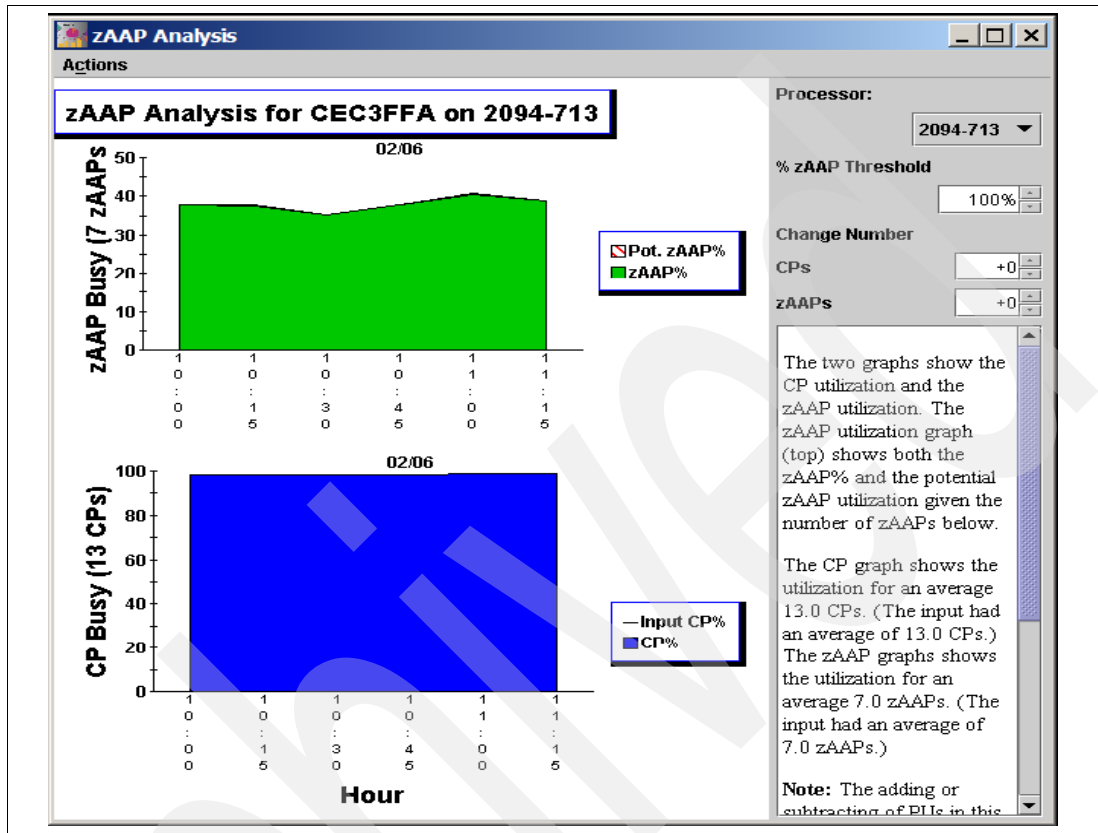 zAAP Analysis
Actions
zAAP Analysis for CEC3FFA on 2094-713
02/06
zAAP Busy (7 zAAPs
50
40
30
20
10
0
10:00
10:15
10:30
10:45
11:00
11:15
Pot. zAAP%
zAAP%
02/06
CP Busy (13 CPs)
100
80
60
40
20
0
10:00
10:15
10:30
10:45
11:00
11:15
Input CP%
CP%
Hour
Processor:
2094-713
% zAAP Threshold
100%
Change Number
CPs
+0
zAAPs
+0
The two graphs show the
CP utilization and the
zAAP utilization. The
zAAP utilization graph
(top) shows both the
zAAP% and the potential
zAAP utilization given the
number of zAAPs below.
The CP graph shows the
utilization for an average
13.0 CPs. (The input had
an average of 13.0 CPs.)
The zAAP graphs shows
the utilization for an
average 7.0 zAAPs. (The
input had an average of
7.0 zAAPs.)
Note: The adding or
subtracting of PUs in this